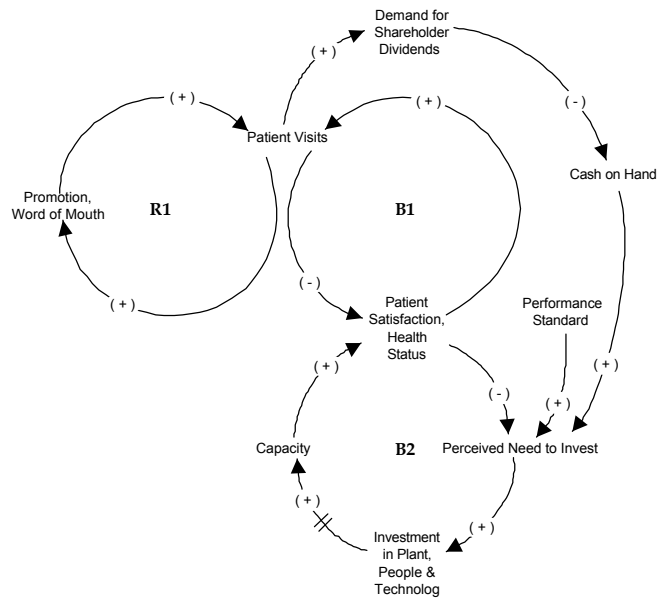 Demand for
Shareholder
Dividends
(+)
(+)
(+)
(-)
Patient Visits
Cash on Hand
Promotion,
Word of Mouth
R1
B1
(-)
(+)
Patient
Satisfaction,
Health
Status
Performance
Standard
(+)
(+)
(-)
(+)
Capacity
B2
Perceived Need to Invest
(+)
(+)
Investment
in Plant,
People &
Technolog